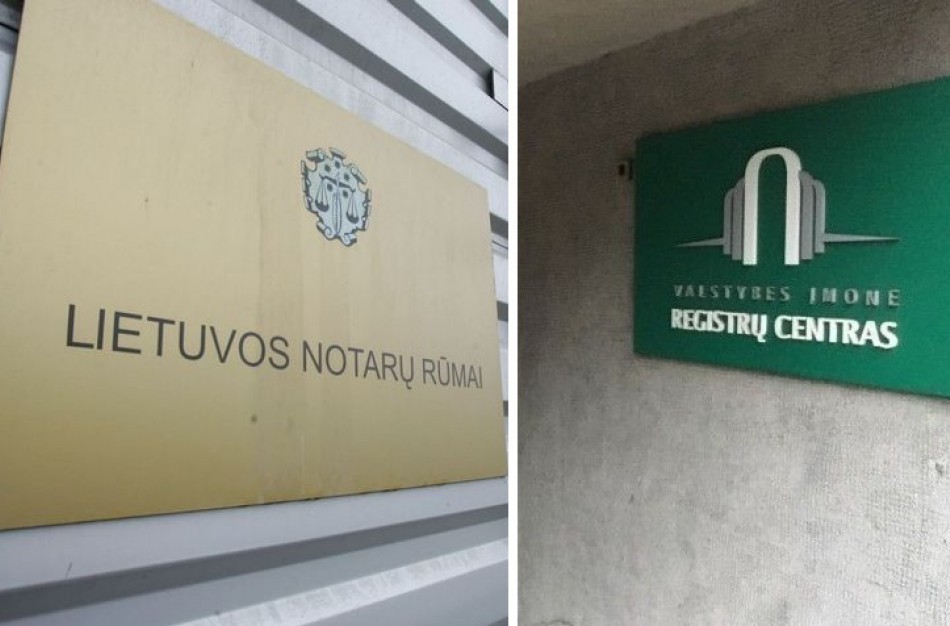 LIETUVOS NOTARŲ RŪMAI
VALSTYBĖS ĮMONĖ
REGISTRŲ CENTRAS